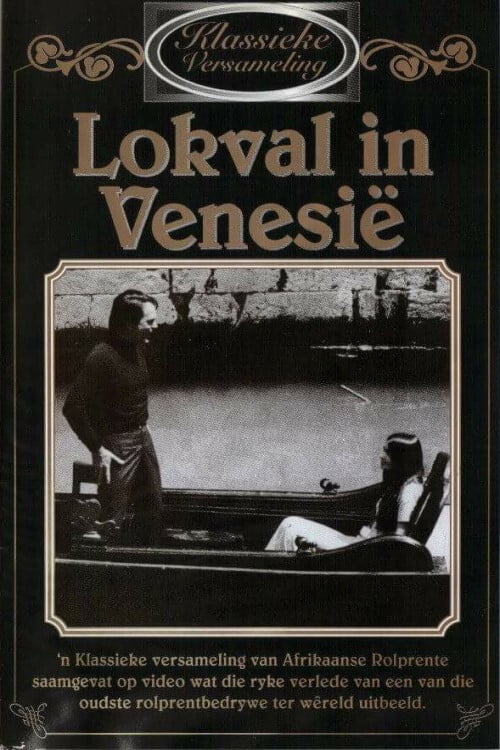 Klassieke
Versameling
Lokval in
Venesië
'n Klassieke versameling van Afrikaanse Rolprente
saamgevat op video wat die ryke verlede van een van die
oudste rolprentbedrywe ter wêreld uitbeeld.